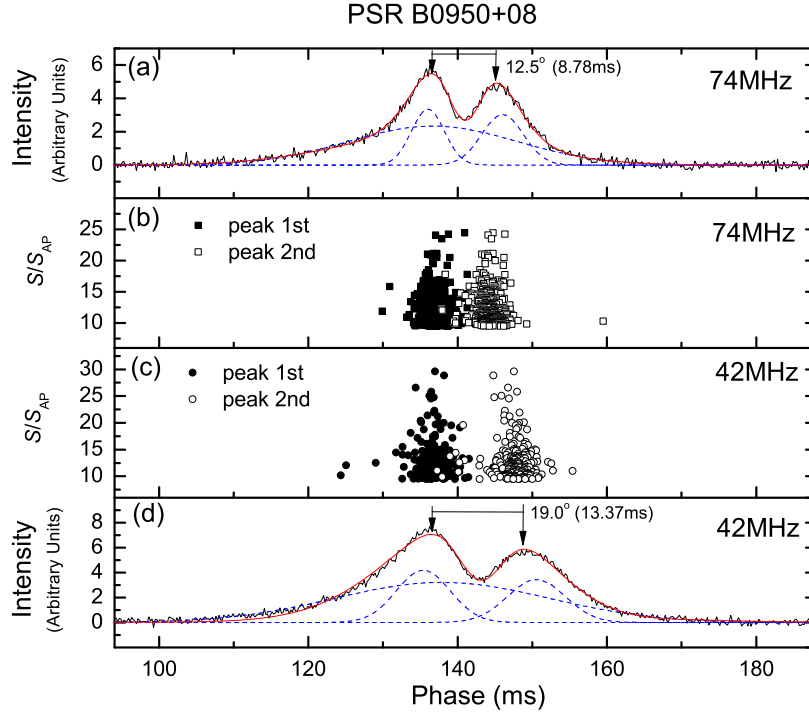 PSR B0950+08
(a)
12.5° (8.78ms)
74MHz
Intensity
(Arbitrary Units)
6
4
2
0
(b)
peak 1st
peak 2nd
74MHz
S/S_AP
25
20
15
10
(c)
peak 1st
peak 2nd
42MHz
S/S_AP
30
25
20
15
10
(d)
19.0° (13.37ms)
42MHz
Intensity
(Arbitrary Units)
8
6
4
2
0
100 120 140 160 180
Phase (ms)